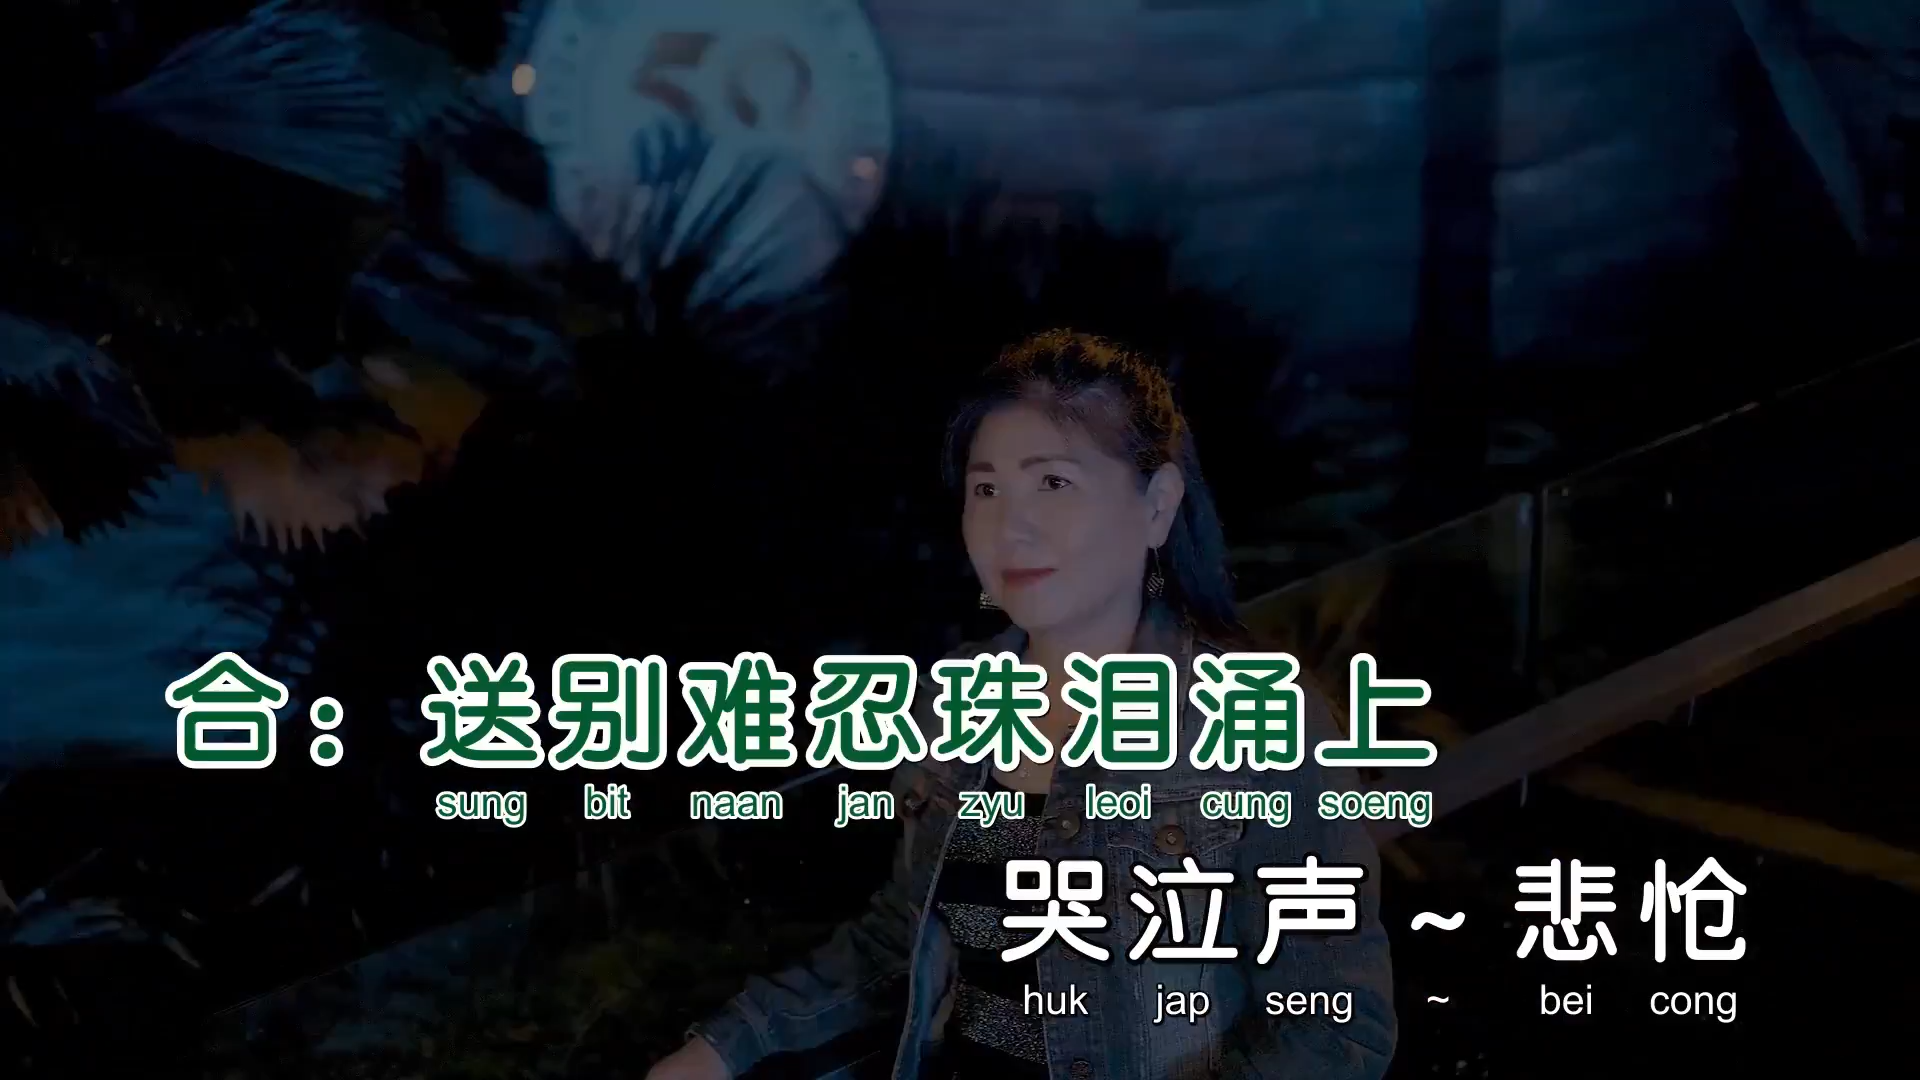 50
合：送别难忍珠泪涌上
sung bit naan jan zyu leoi cung soeng
哭泣声~悲怆
huk jap seng ~ bei cong